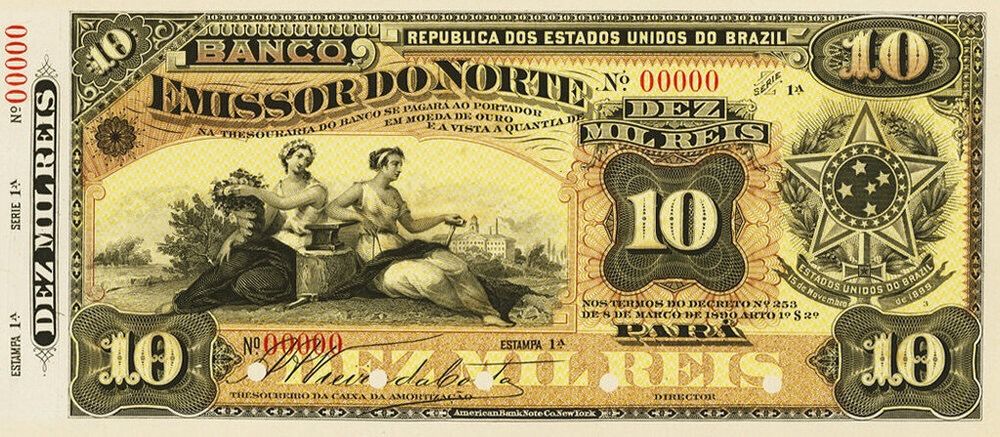 Nº 00000
SERIE 1A
DEZ MIL REIS
ESTAMPA 1A
10
BANCO
REPUBLICA DOS ESTADOS UNIDOS DO BRAZIL
10
EMISSOR DO NORTE
Nº 00000
SERIE 1A
NA THESOURARIA DO BANCO SE PAGARÁ AO PORTADOR
EM MOEDA DE OURO
E A VISTA A QUANTIA DE
DEZ
MIL REIS
10
ESTADOS UNIDOS DO BRAZIL
15 de Novembro de 1889
3
NOS TERMOS DO DECRETO Nº 253
DE 8 DE MARCO DE 1890 ARTO 1º § 2º
PARÁ
Nº 00000
ESTAMPA 1A
10
DEZ MIL REIS
10
THESOUREIRO DA CAIXA DA AMORTIZAÇÃO
DIRECTOR
American Bank Note Co. New York